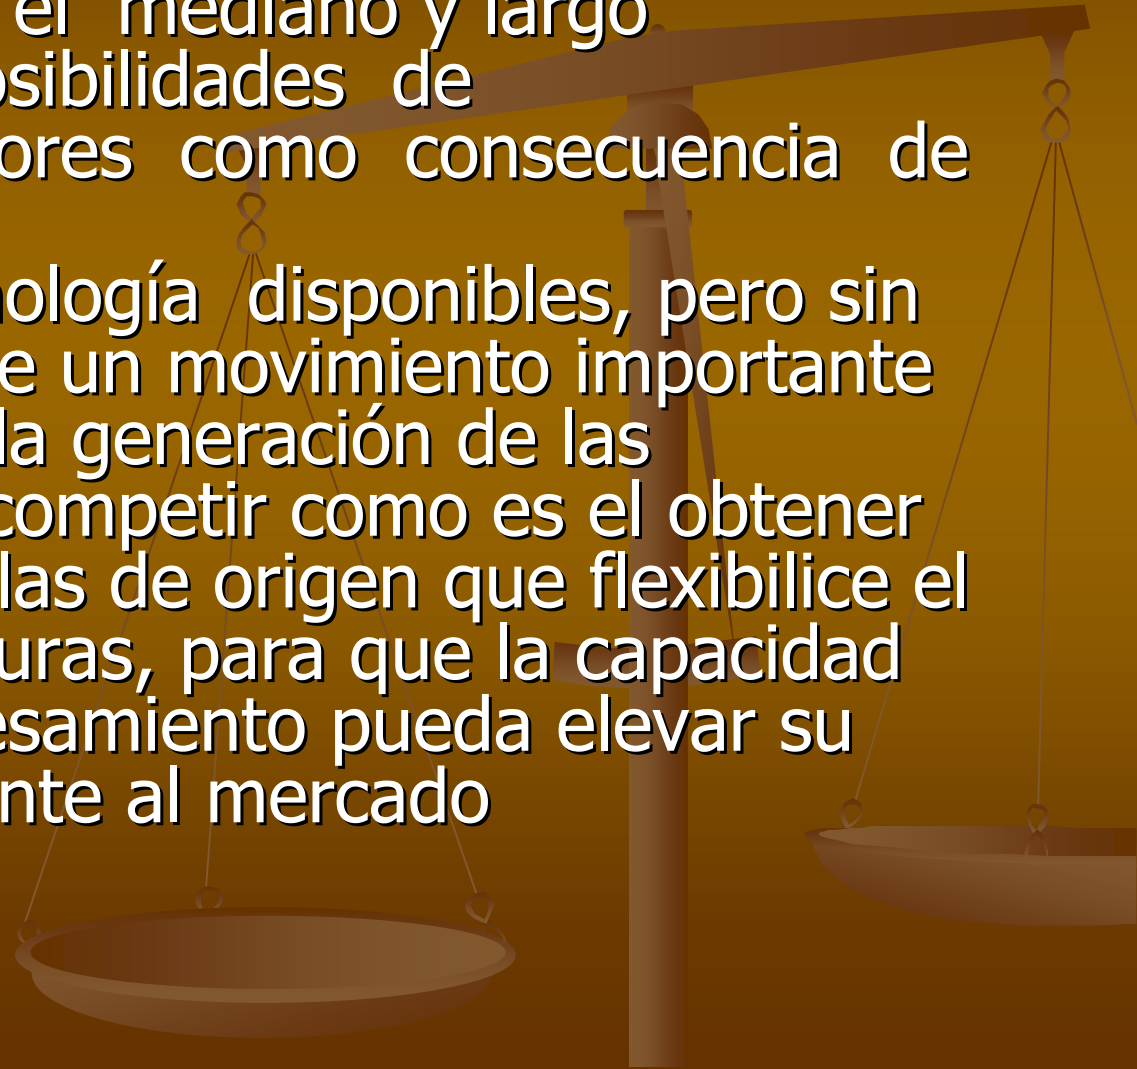 el mediano y largo
osibilidades de
ores como consecuencia de
nología disponibles, pero sin
e un movimiento importante
la generación de las
competir como es el obtener
las de origen que flexibilice el
uras, para que la capacidad
esamiento pueda elevar su
nte al mercado